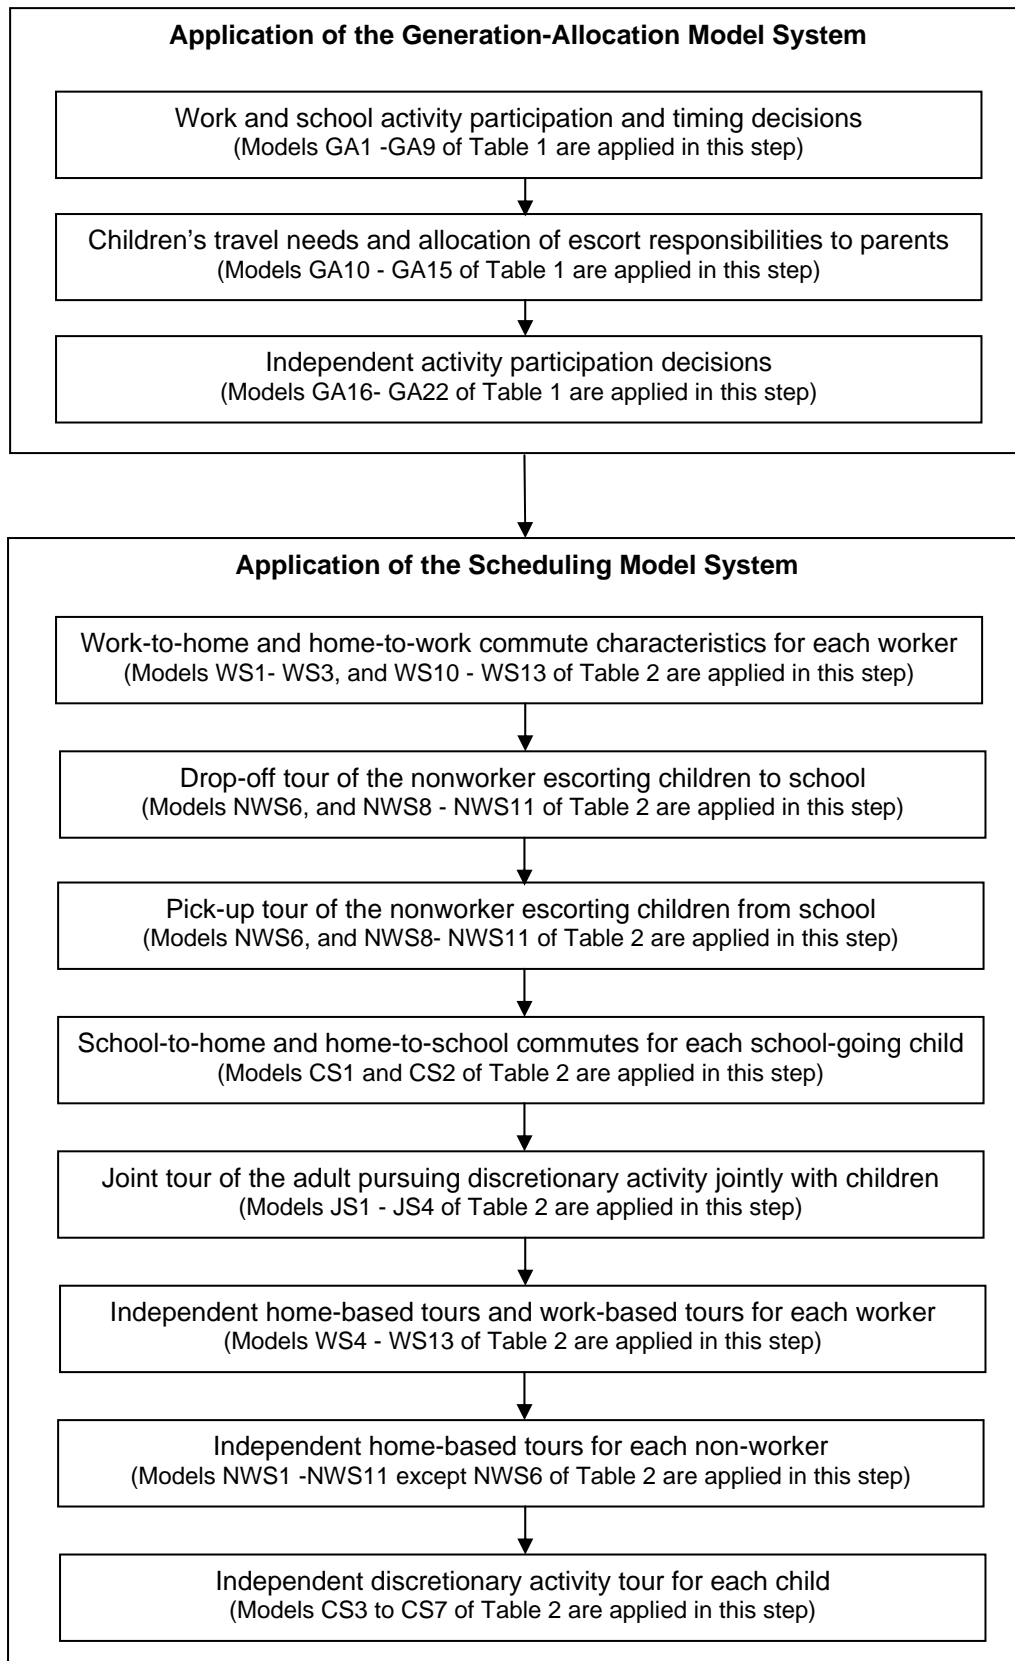 Application of the Generation-Allocation Model System
Work and school activity participation and timing decisions
(Models GA1 -GA9 of Table 1 are applied in this step)
Children’s travel needs and allocation of escort responsibilities to parents
(Models GA10 - GA15 of Table 1 are applied in this step)
Independent activity participation decisions
(Models GA16- GA22 of Table 1 are applied in this step)
Application of the Scheduling Model System
Work-to-home and home-to-work commute characteristics for each worker
(Models WS1- WS3, and WS10 - WS13 of Table 2 are applied in this step)
Drop-off tour of the nonworker escorting children to school
(Models NWS6, and NWS8 - NWS11 of Table 2 are applied in this step)
Pick-up tour of the nonworker escorting children from school
(Models NWS6, and NWS8- NWS11 of Table 2 are applied in this step)
School-to-home and home-to-school commutes for each school-going child
(Models CS1 and CS2 of Table 2 are applied in this step)
Joint tour of the adult pursuing discretionary activity jointly with children
(Models JS1 - JS4 of Table 2 are applied in this step)
Independent home-based tours and work-based tours for each worker
(Models WS4 - WS13 of Table 2 are applied in this step)
Independent home-based tours for each non-worker
(Models NWS1 -NWS11 except NWS6 of Table 2 are applied in this step)
Independent discretionary activity tour for each child
(Models CS3 to CS7 of Table 2 are applied in this step)